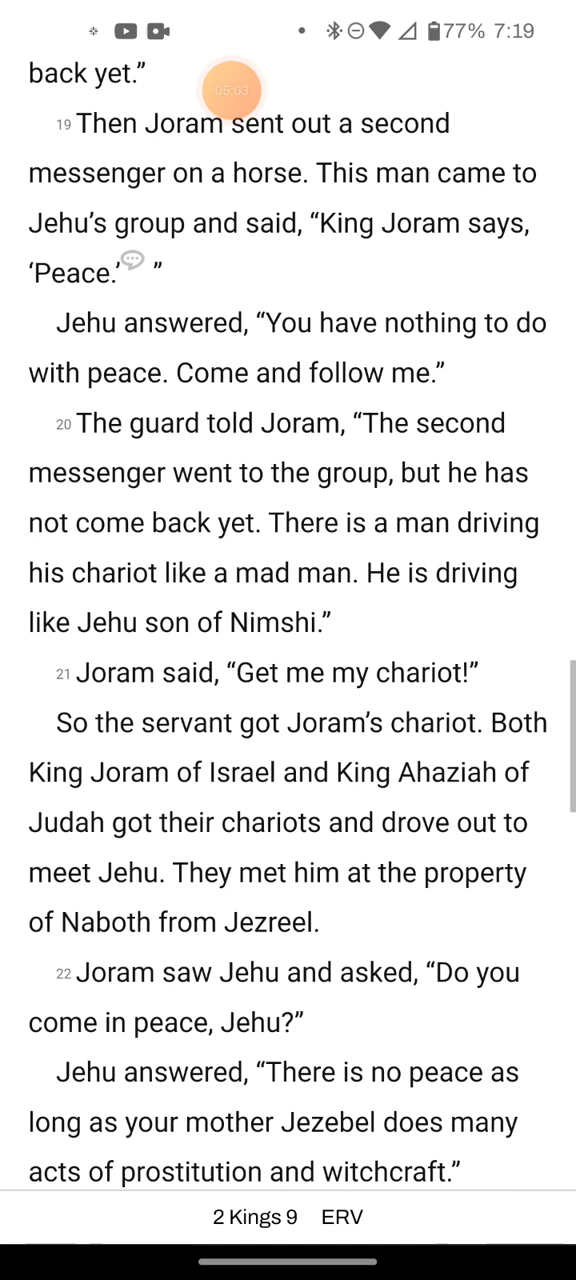 77% 7:19
back yet.”
05:03
19 Then Joram sent out a second
messenger on a horse. This man came to
Jehu’s group and said, “King Joram says,
‘Peace.’ ”
Jehu answered, “You have nothing to do
with peace. Come and follow me.”
20 The guard told Joram, “The second
messenger went to the group, but he has
not come back yet. There is a man driving
his chariot like a mad man. He is driving
like Jehu son of Nimshi.”
21 Joram said, “Get me my chariot!”
So the servant got Joram’s chariot. Both
King Joram of Israel and King Ahaziah of
Judah got their chariots and drove out to
meet Jehu. They met him at the property
of Naboth from Jezreel.
22 Joram saw Jehu and asked, “Do you
come in peace, Jehu?”
Jehu answered, “There is no peace as
long as your mother Jezebel does many
acts of prostitution and witchcraft.”
2 Kings 9 ERV